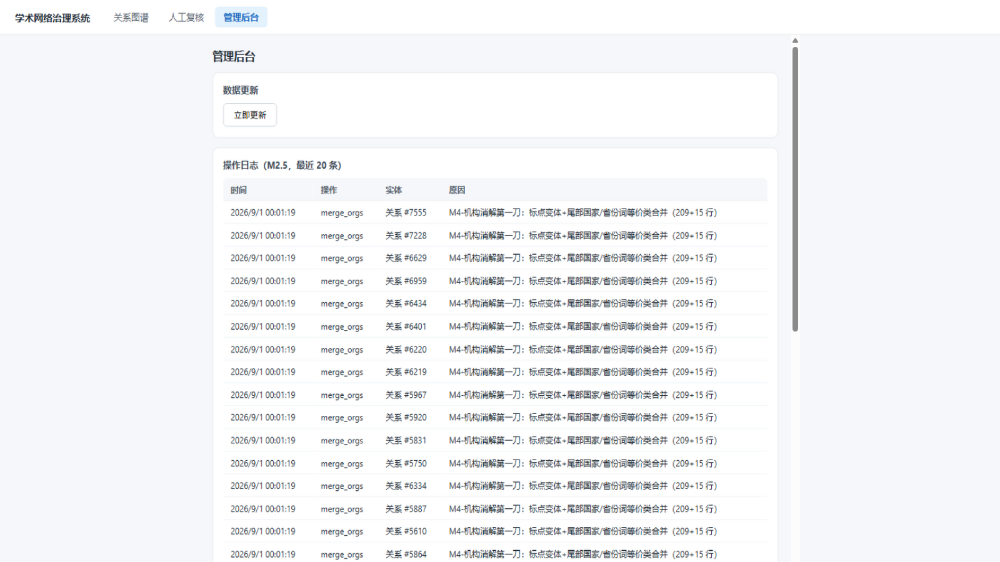 学术网络治理系统 关系图谱 人工复核 管理后台
管理后台
数据更新
立即更新
操作日志（M2.5，最近 20 条）
时间 操作 实体 原因
2026/9/1 00:01:19 merge_orgs 关系 #7555 M4-机构消解第一刀：标点变体+尾部国家/省份词等价类合并（209+15 行）
2026/9/1 00:01:19 merge_orgs 关系 #7228 M4-机构消解第一刀：标点变体+尾部国家/省份词等价类合并（209+15 行）
2026/9/1 00:01:19 merge_orgs 关系 #6629 M4-机构消解第一刀：标点变体+尾部国家/省份词等价类合并（209+15 行）
2026/9/1 00:01:19 merge_orgs 关系 #6959 M4-机构消解第一刀：标点变体+尾部国家/省份词等价类合并（209+15 行）
2026/9/1 00:01:19 merge_orgs 关系 #6434 M4-机构消解第一刀：标点变体+尾部国家/省份词等价类合并（209+15 行）
2026/9/1 00:01:19 merge_orgs 关系 #6401 M4-机构消解第一刀：标点变体+尾部国家/省份词等价类合并（209+15 行）
2026/9/1 00:01:19 merge_orgs 关系 #6220 M4-机构消解第一刀：标点变体+尾部国家/省份词等价类合并（209+15 行）
2026/9/1 00:01:19 merge_orgs 关系 #6219 M4-机构消解第一刀：标点变体+尾部国家/省份词等价类合并（209+15 行）
2026/9/1 00:01:19 merge_orgs 关系 #5967 M4-机构消解第一刀：标点变体+尾部国家/省份词等价类合并（209+15 行）
2026/9/1 00:01:19 merge_orgs 关系 #5920 M4-机构消解第一刀：标点变体+尾部国家/省份词等价类合并（209+15 行）
2026/9/1 00:01:19 merge_orgs 关系 #5831 M4-机构消解第一刀：标点变体+尾部国家/省份词等价类合并（209+15 行）
2026/9/1 00:01:19 merge_orgs 关系 #5750 M4-机构消解第一刀：标点变体+尾部国家/省份词等价类合并（209+15 行）
2026/9/1 00:01:19 merge_orgs 关系 #6334 M4-机构消解第一刀：标点变体+尾部国家/省份词等价类合并（209+15 行）
2026/9/1 00:01:19 merge_orgs 关系 #5887 M4-机构消解第一刀：标点变体+尾部国家/省份词等价类合并（209+15 行）
2026/9/1 00:01:19 merge_orgs 关系 #5610 M4-机构消解第一刀：标点变体+尾部国家/省份词等价类合并（209+15 行）
2026/9/1 00:01:19 merge_orgs 关系 #5864 M4-机构消解第一刀：标点变体+尾部国家/省份词等价类合并（209+15 行）